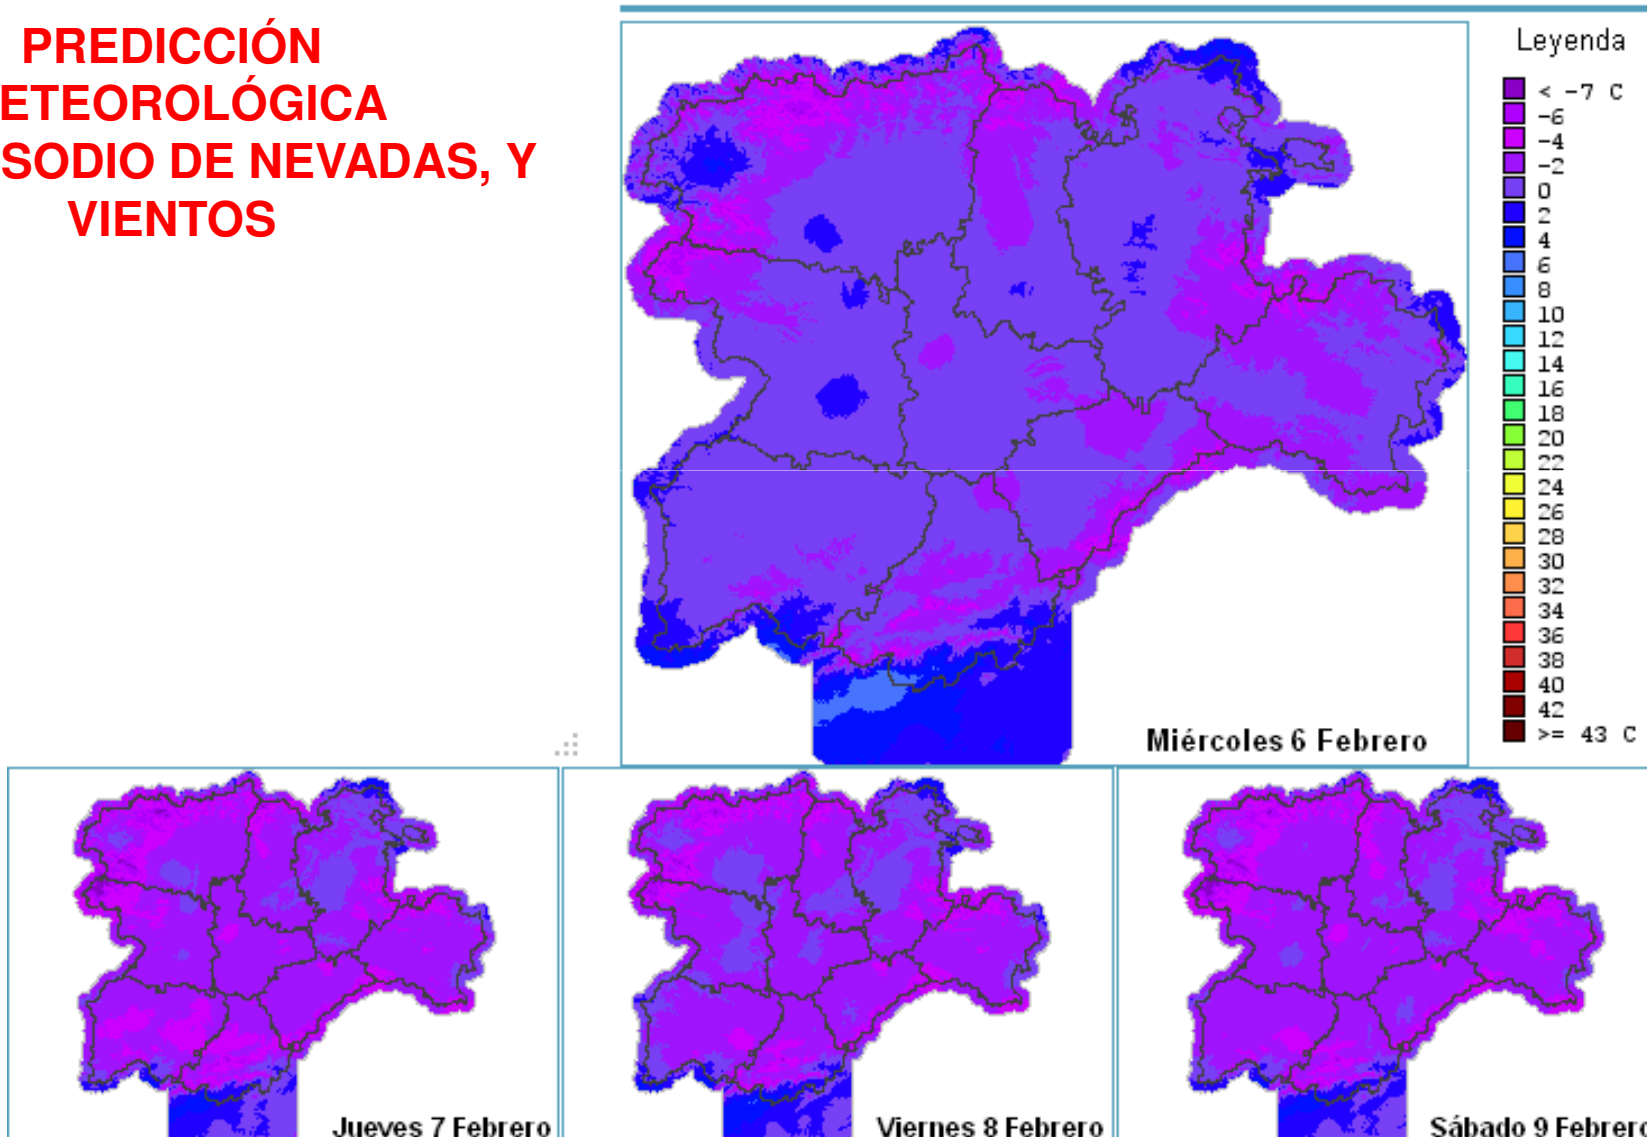 PREDICCIÓN
ETEOROLÓGICA
SODIO DE NEVADAS, Y
VIENTOS
Leyenda
< -7 C
-6
-4
-2
0
2
4
6
8
10
12
14
16
18
20
22
24
26
28
30
32
34
36
38
40
42
>= 43 C
Miércoles 6 Febrero
Jueves 7 Febrero
Viernes 8 Febrero
Sábado 9 Febrero